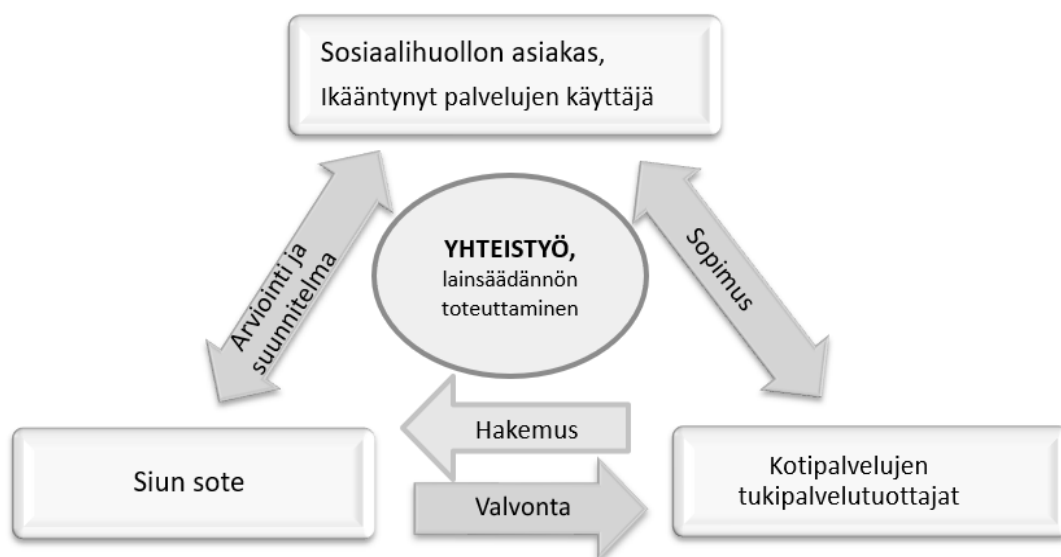 Sosiaalihuollon asiakas,
Ikääntynyt palvelujen käyttäjä
Arviointi ja
suunnitelma
YHTEISTYÖ,
lainsäädännön
toteuttaminen
Sopimus
Hakemus
Siun sote
Valvonta
Kotipalvelujen
tukipalvelutuottajat